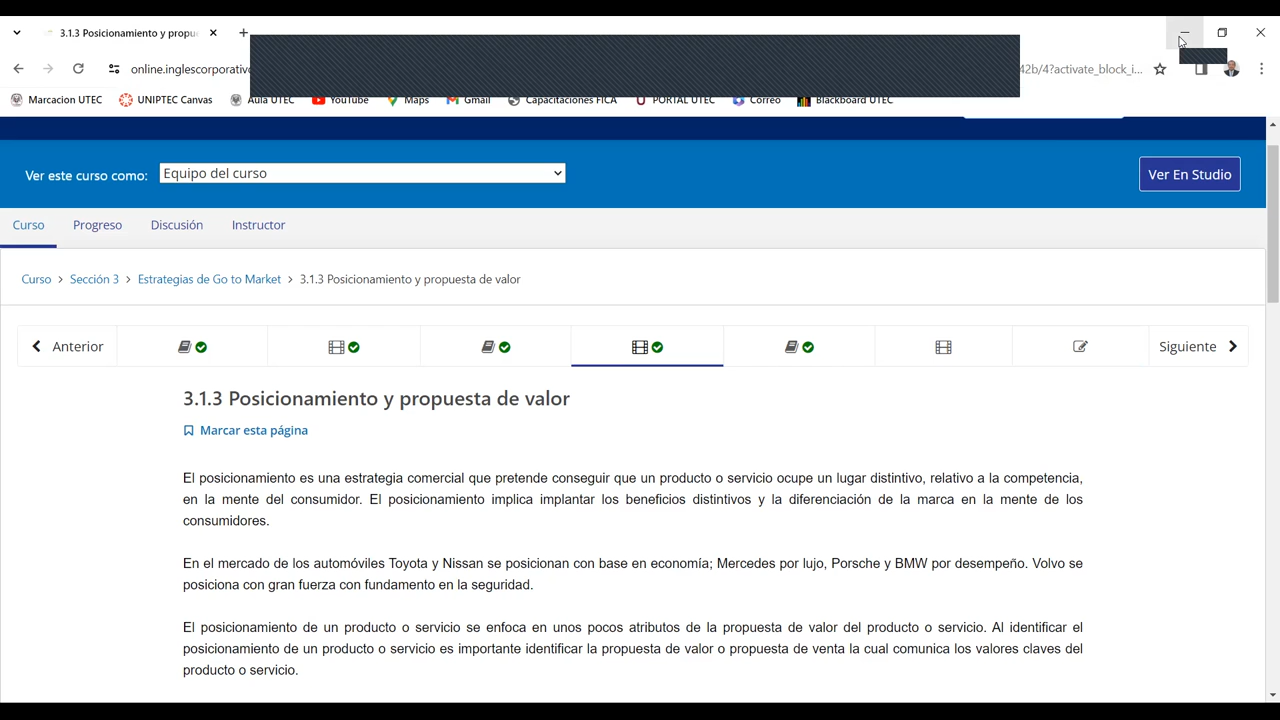 3.1.3 Posicionamiento y propu
online.inglescorporativo
42b/4?activate_block_i...
Marcacion UTEC UNIPTEC Canvas Aula UTEC YouTube Maps Gmail Capacitaciones FICA PORTAL UTEC Correo Blackboard UTEC
Ver este curso como: Equipo del curso Ver En Studio
Curso Progreso Discusión Instructor
Curso > Sección 3 > Estrategias de Go to Market > 3.1.3 Posicionamiento y propuesta de valor
Anterior Siguiente
3.1.3 Posicionamiento y propuesta de valor
Marcar esta página
El posicionamiento es una estrategia comercial que pretende conseguir que un producto o servicio ocupe un lugar distintivo, relativo a la competencia,
en la mente del consumidor. El posicionamiento implica implantar los beneficios distintivos y la diferenciación de la marca en la mente de los
consumidores.
En el mercado de los automóviles Toyota y Nissan se posicionan con base en economía; Mercedes por lujo, Porsche y BMW por desempeño. Volvo se
posiciona con gran fuerza con fundamento en la seguridad.
El posicionamiento de un producto o servicio se enfoca en unos pocos atributos de la propuesta de valor del producto o servicio. Al identificar el
posicionamiento de un producto o servicio es importante identificar la propuesta de valor o propuesta de venta la cual comunica los valores claves del
producto o servicio.